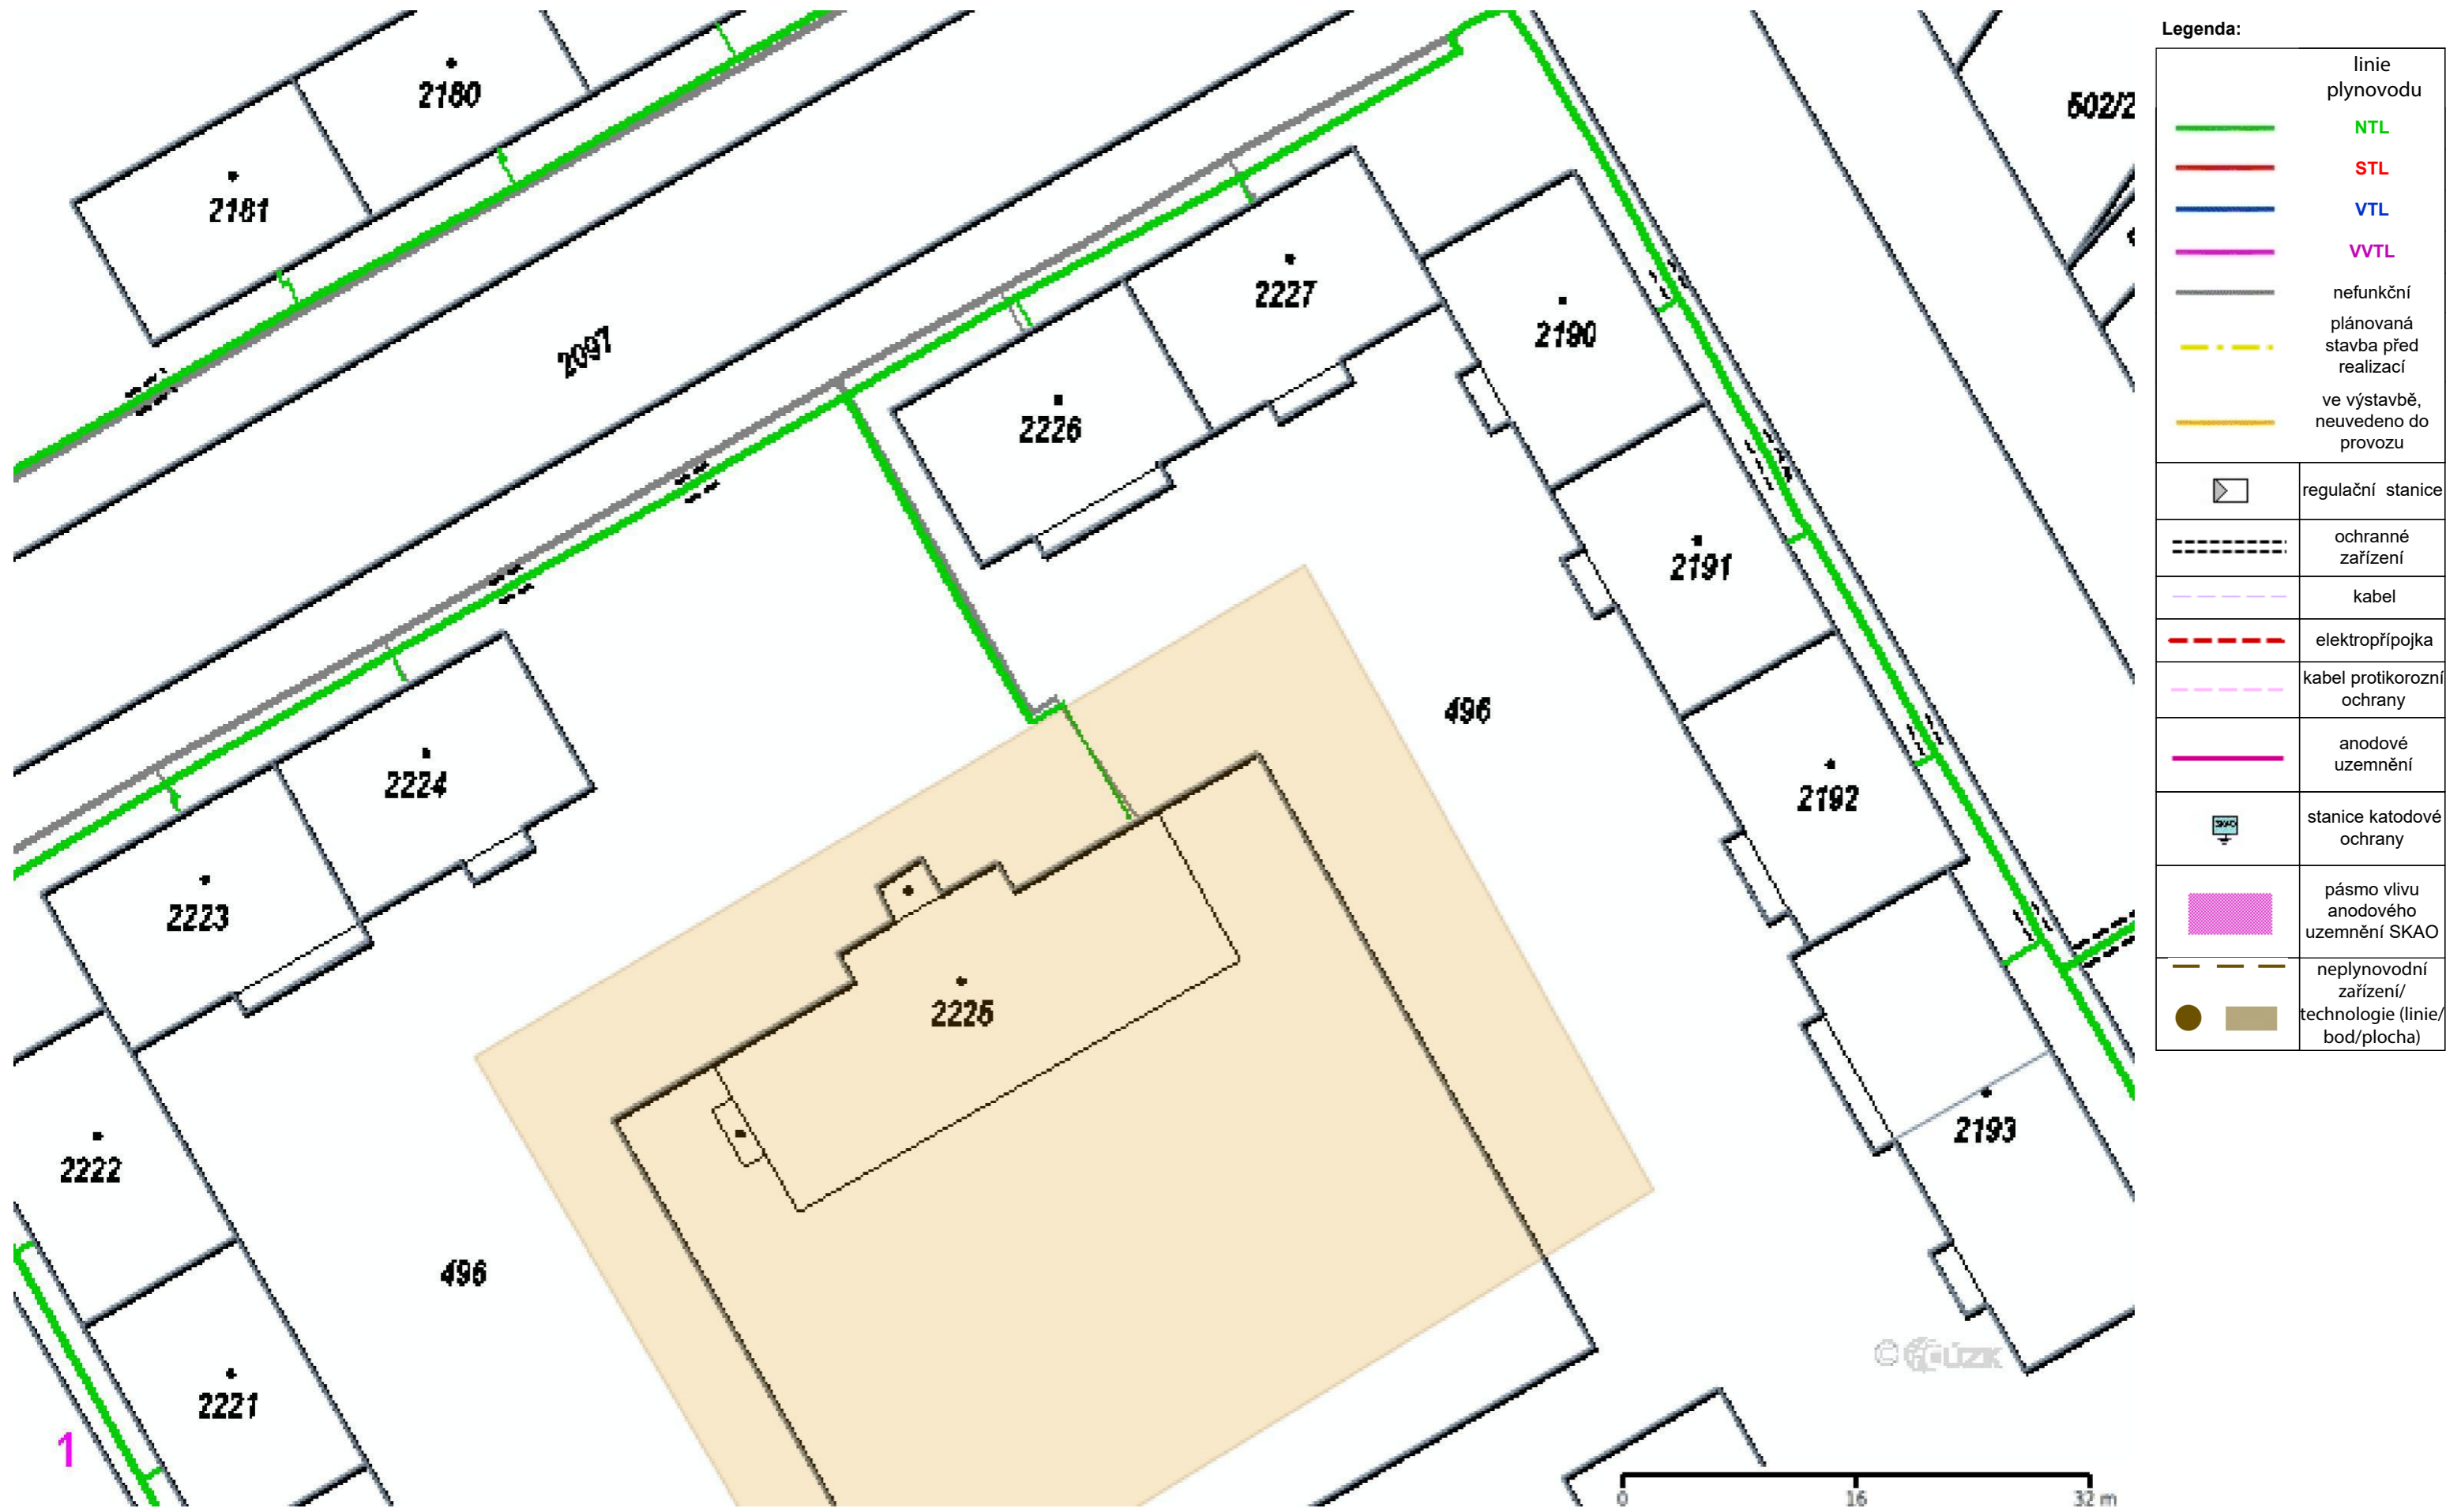 2180
2181
2097
2227
2226
2190
2191
2192
2193
496
2224
2223
2225
2222
496
2221
1
602/2
0 16 32 m
Legenda:
linie
plynovodu
NTL
STL
VTL
VVTL
nefunkční
plánovaná
stavba před
realizací
ve výstavbě,
neuvedeno do
provozu
regulační stanice
ochranné
zařízení
kabel
elektropřípojka
kabel protikorozní
ochrany
anodové
uzemnění
SKAO
stanice katodové
ochrany
pásmo vlivu
anodového
uzemnění SKAO
neplynovodní
zařízení/
technologie (linie/
bod/plocha)